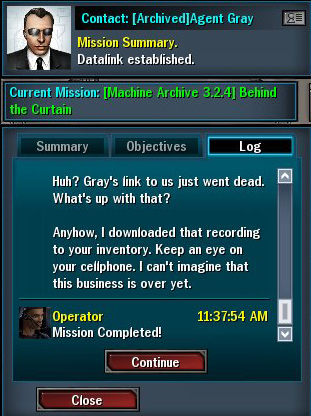 Contact: [Archived]Agent Gray
Mission Summary.
Datalink established.
Current Mission: [Machine Archive 3.2.4] Behind
the Curtain
Summary
Objectives
Log
Huh? Gray's link to us just went dead.
What's up with that?
Anyhow, I downloaded that recording
to your inventory. Keep an eye on
your cellphone. I can't imagine that
this business is over yet.
Operator 11:37:54 AM
Mission Completed!
Continue
Close